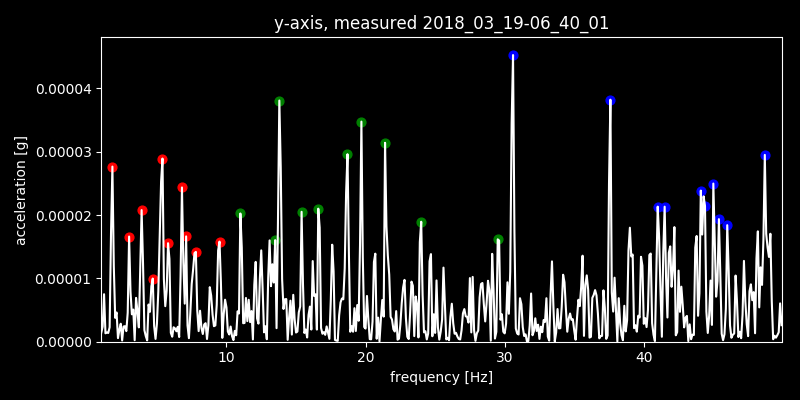 y-axis, measured 2018_03_19-06_40_01
acceleration [g]
0.00004
0.00003
0.00002
0.00001
0.00000
10 20 30 40
frequency [Hz]